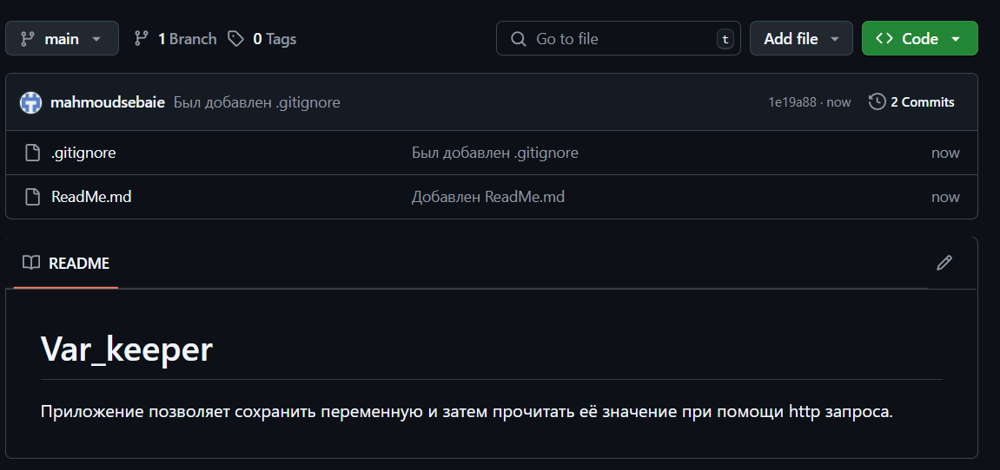 main 1 Branch 0 Tags Go to file t Add file Code
mahmoudsebaie Был добавлен .gitignore 1e19a88 · now 2 Commits
.gitignore Был добавлен .gitignore now
ReadMe.md Добавлен ReadMe.md now
README
Var_keeper
Приложение позволяет сохранить переменную и затем прочитать её значение при помощи http запроса.